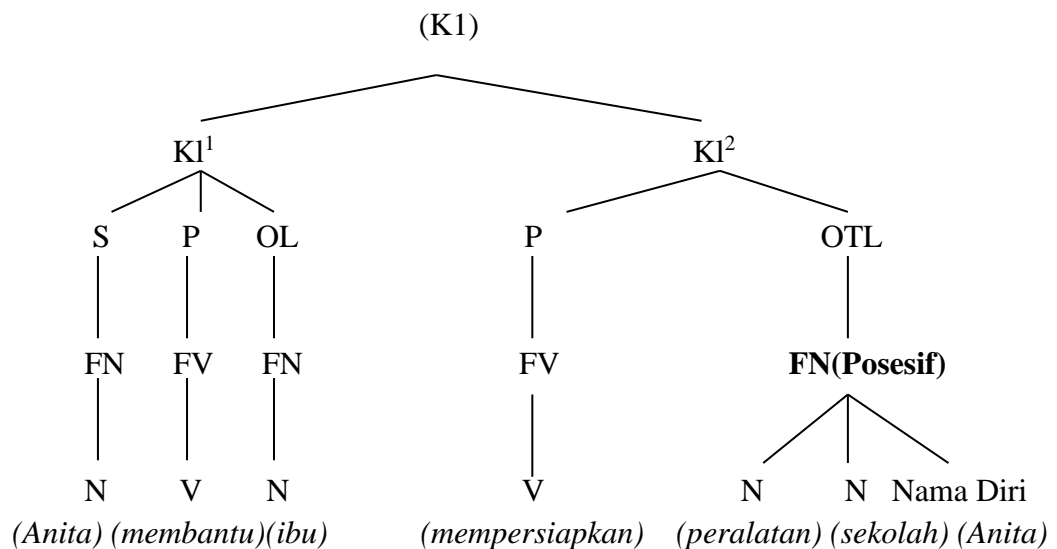 (K1)
Kl¹ Kl²
S P OL P OTL
FN FV FN FV FN(Posesif)
N V N V N N Nama Diri
(Anita) (membantu)(ibu) (mempersiapkan) (peralatan) (sekolah) (Anita)